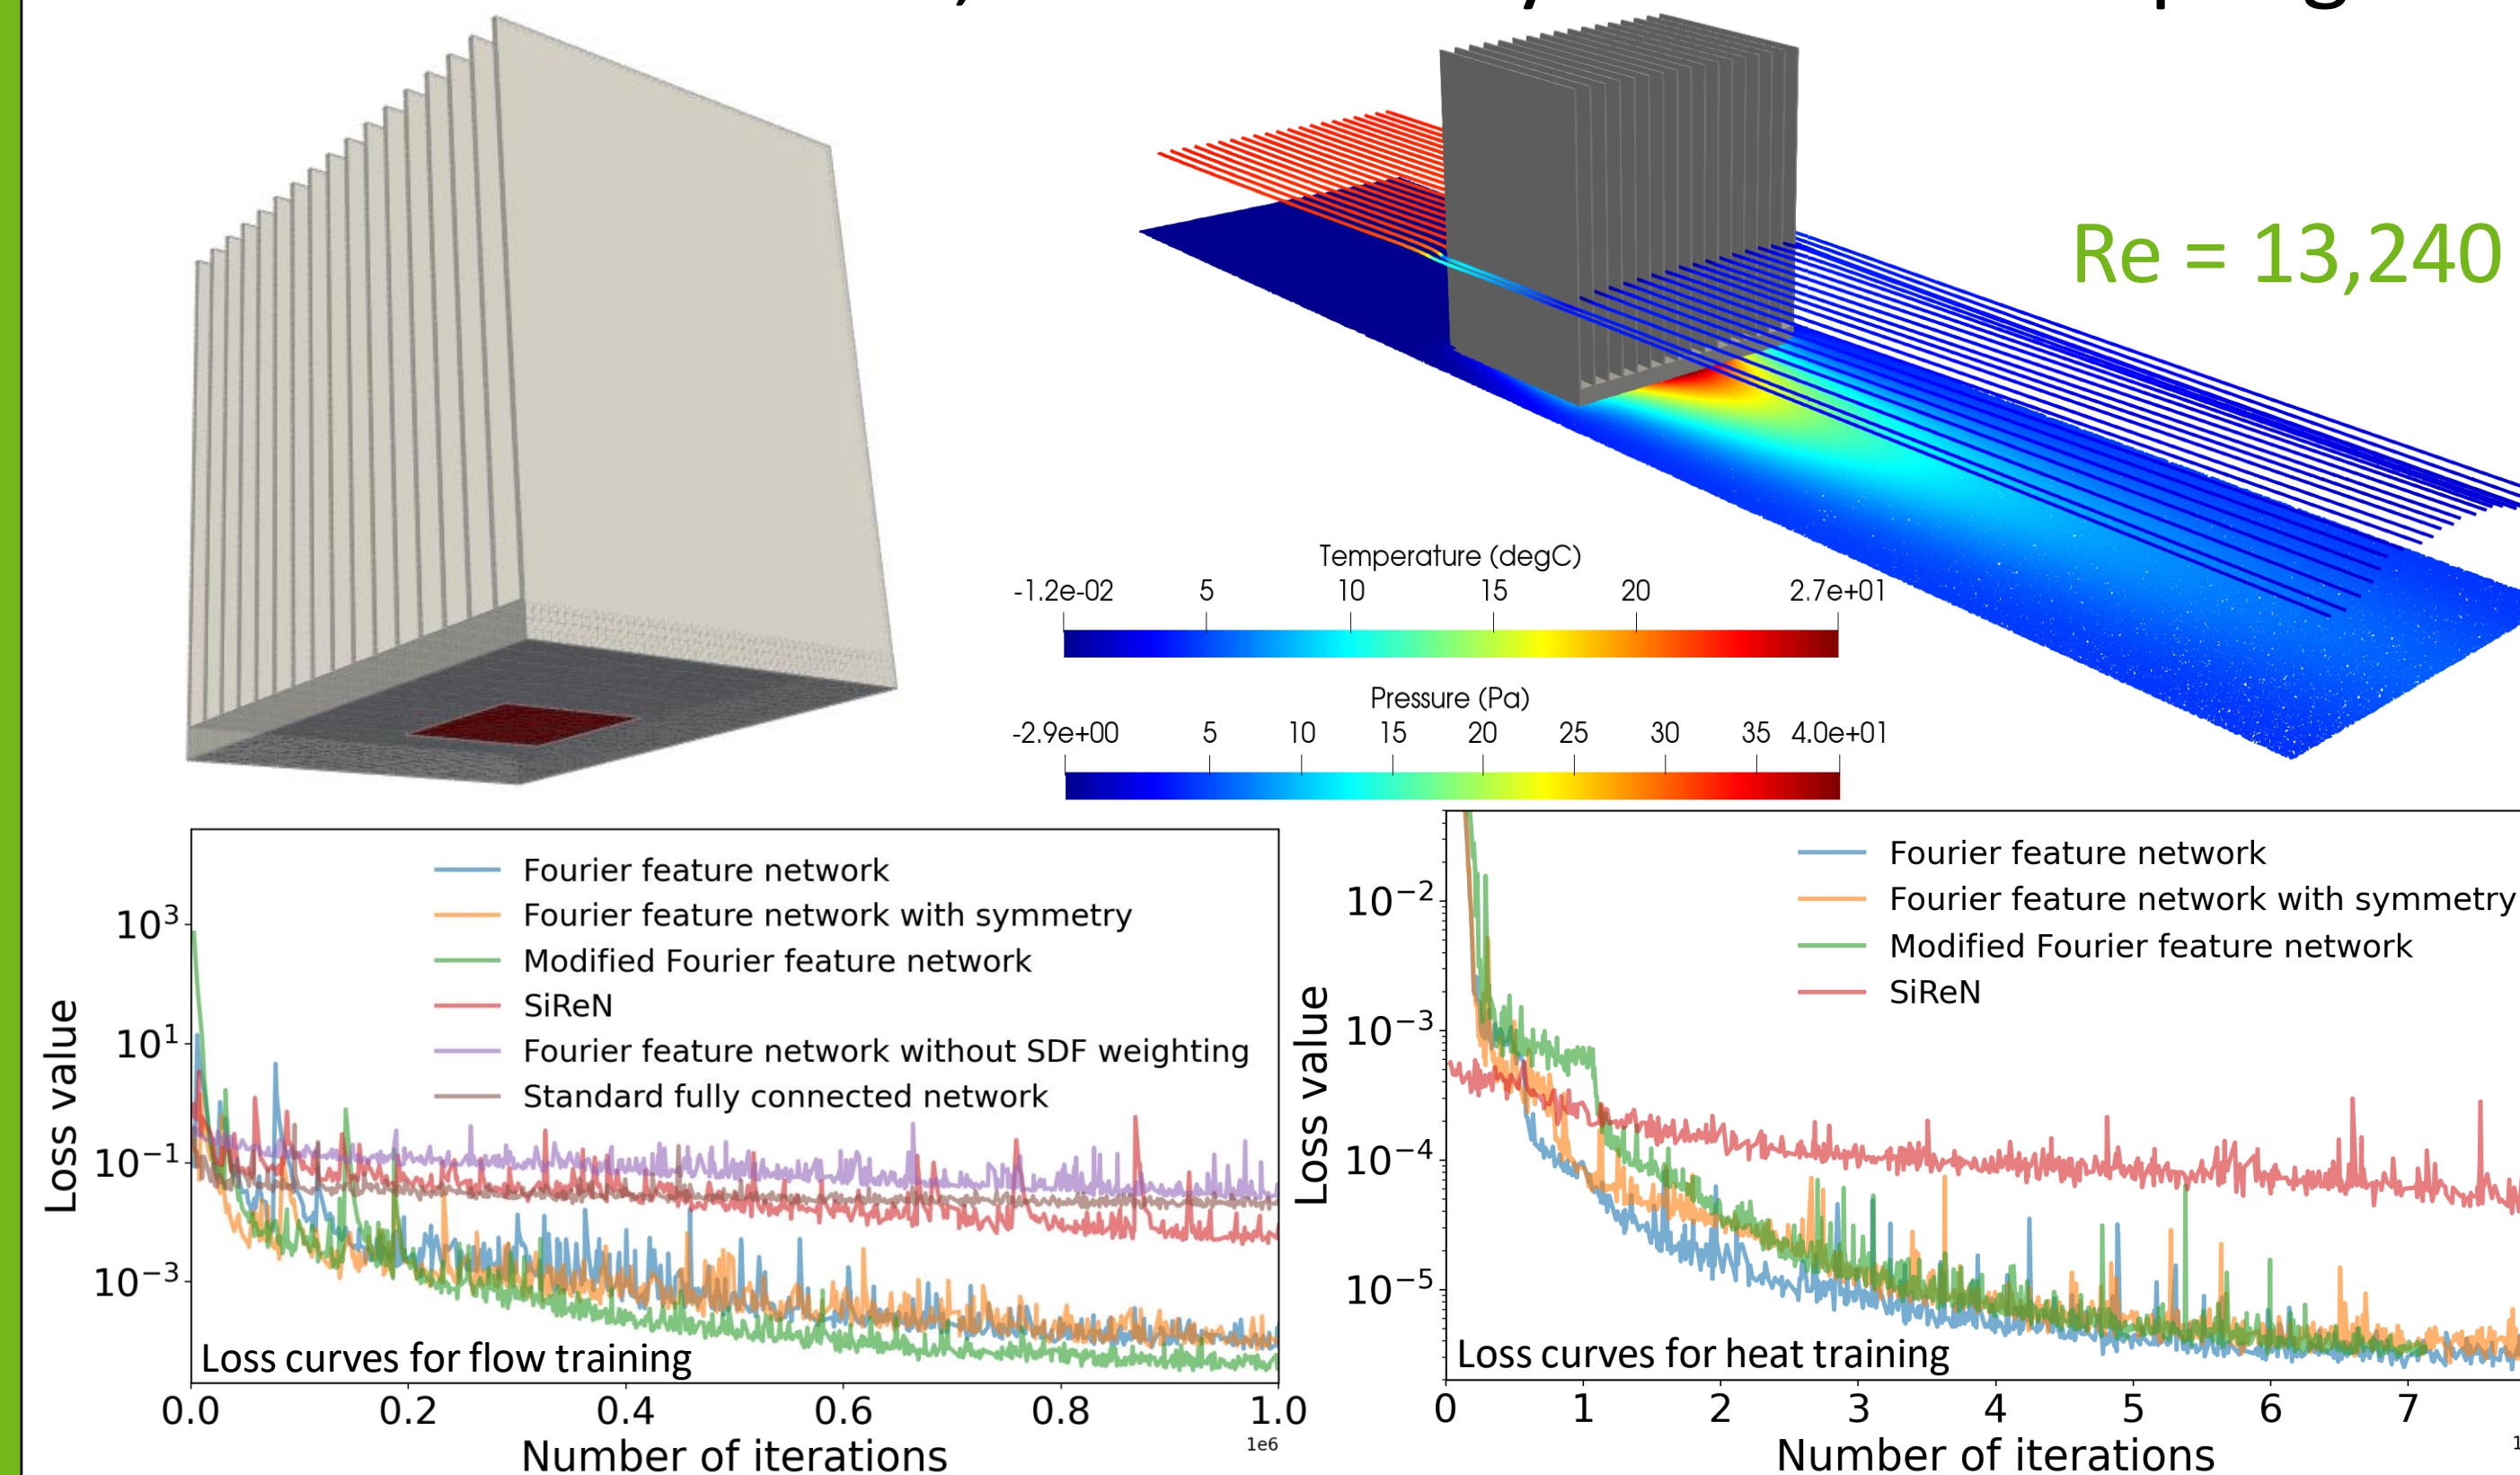 Re = 13,240
Temperature (degC)
-1.2e-02 5 10 15 20 2.7e+01
Pressure (Pa)
-2.9e+00 5 10 15 20 25 30 35 4.0e+01
Fourier feature network
Fourier feature network with symmetry
Modified Fourier feature network
SiReN
Fourier feature network without SDF weighting
Standard fully connected network
Loss value
10³
10¹
10⁻¹
10⁻³
Loss curves for flow training
0.0 0.2 0.4 0.6 0.8 1.0
1e6
Number of iterations
Fourier feature network
Fourier feature network with symmetry
Modified Fourier feature network
SiReN
Loss value
10⁻²
10⁻³
10⁻⁴
10⁻⁵
Loss curves for heat training
0 1 2 3 4 5 6 7
Number of iterations